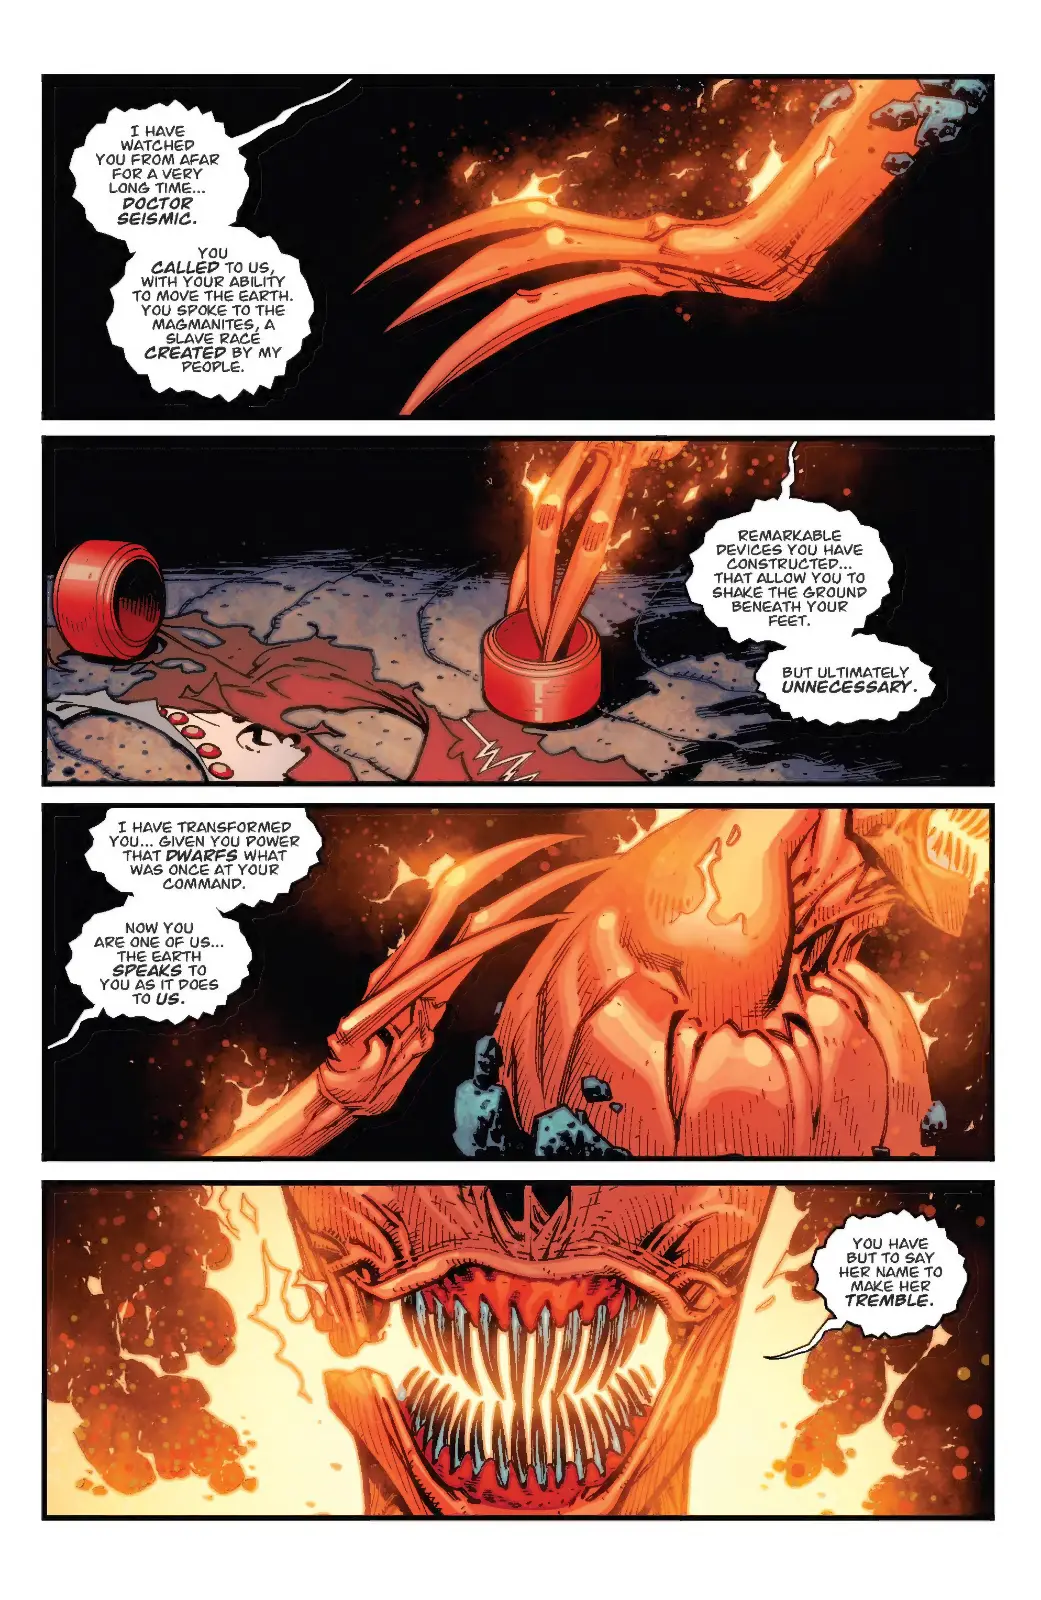 I HAVE
WATCHED
YOU FROM AFAR
FOR A VERY
LONG TIME...
DOCTOR
SEISMIC.
YOU
CALLED TO US,
WITH YOUR ABILITY
TO MOVE THE EARTH.
YOU SPOKE TO THE
MAGMANITES, A
SLAVE RACE
CREATED BY MY
PEOPLE.
REMARKABLE
DEVICES YOU HAVE
CONSTRUCTED...
THAT ALLOW YOU TO
SHAKE THE GROUND
BENEATH YOUR
FEET.
BUT ULTIMATELY
UNNECESSARY.
I HAVE TRANSFORMED
YOU... GIVEN YOU POWER
THAT DWARFS WHAT
WAS ONCE AT YOUR
COMMAND.
NOW YOU
ARE ONE OF US...
THE EARTH
SPEAKS TO
YOU AS IT DOES
TO US.
YOU HAVE
BUT TO SAY
HER NAME TO
MAKE HER
TREMBLE.